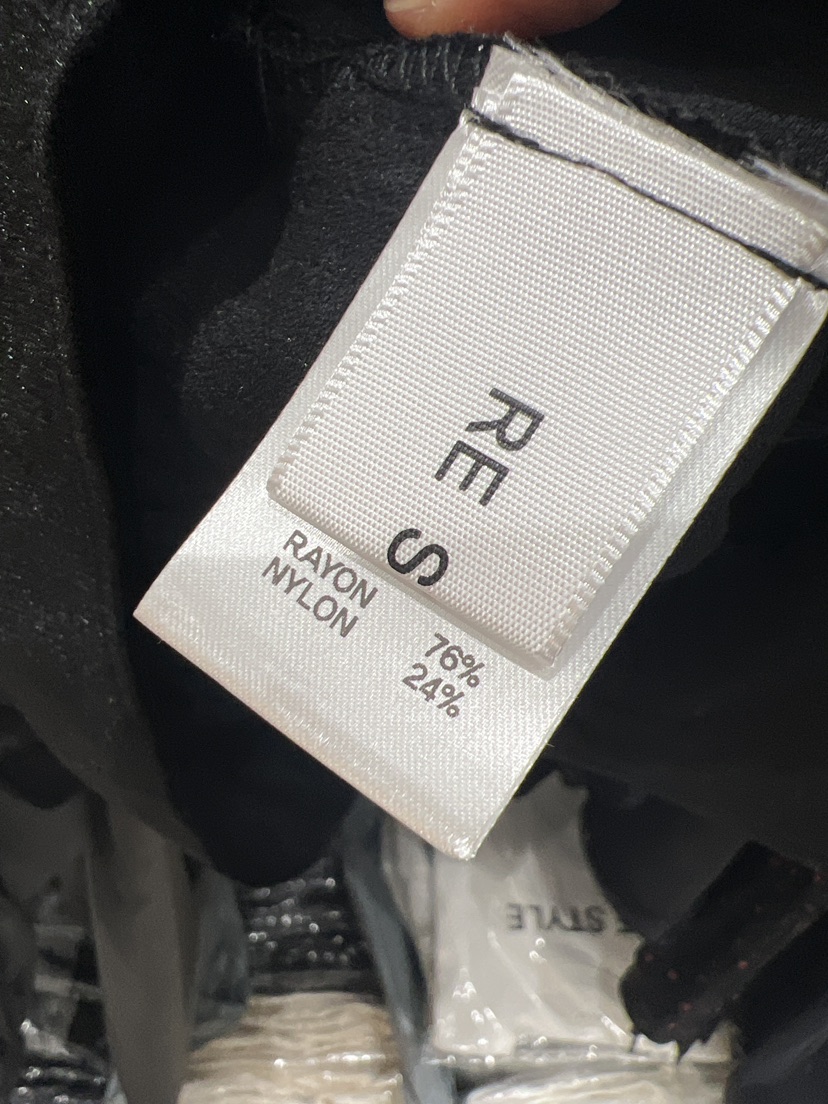 RE S
RAYON 76%
NYLON 24%
STYLE